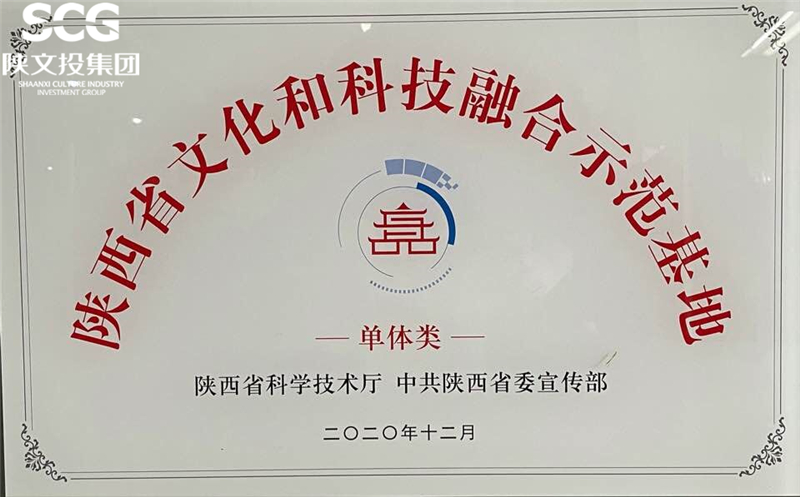 SCG
陕文投集团
SHAANXI CULTURE INDUSTRY
INVESTMENT GROUP
陕西省文化和科技融合示范基地
— 单体类 —
陕西省科学技术厅 中共陕西省委宣传部
二〇二〇年十二月